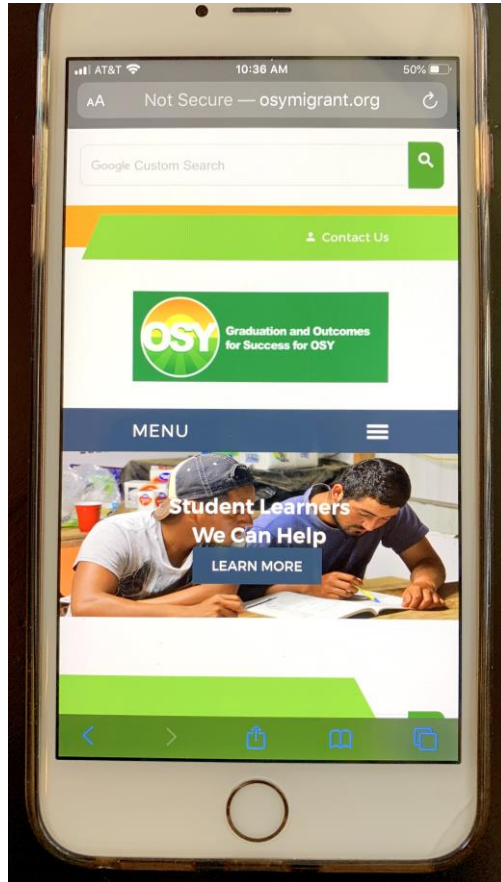 AT&T 10:36 AM 50%
AA Not Secure — osymigrant.org
Google Custom Search
Contact Us
OSY Graduation and Outcomes
for Success for OSY
MENU
Student Learners
We Can Help
LEARN MORE